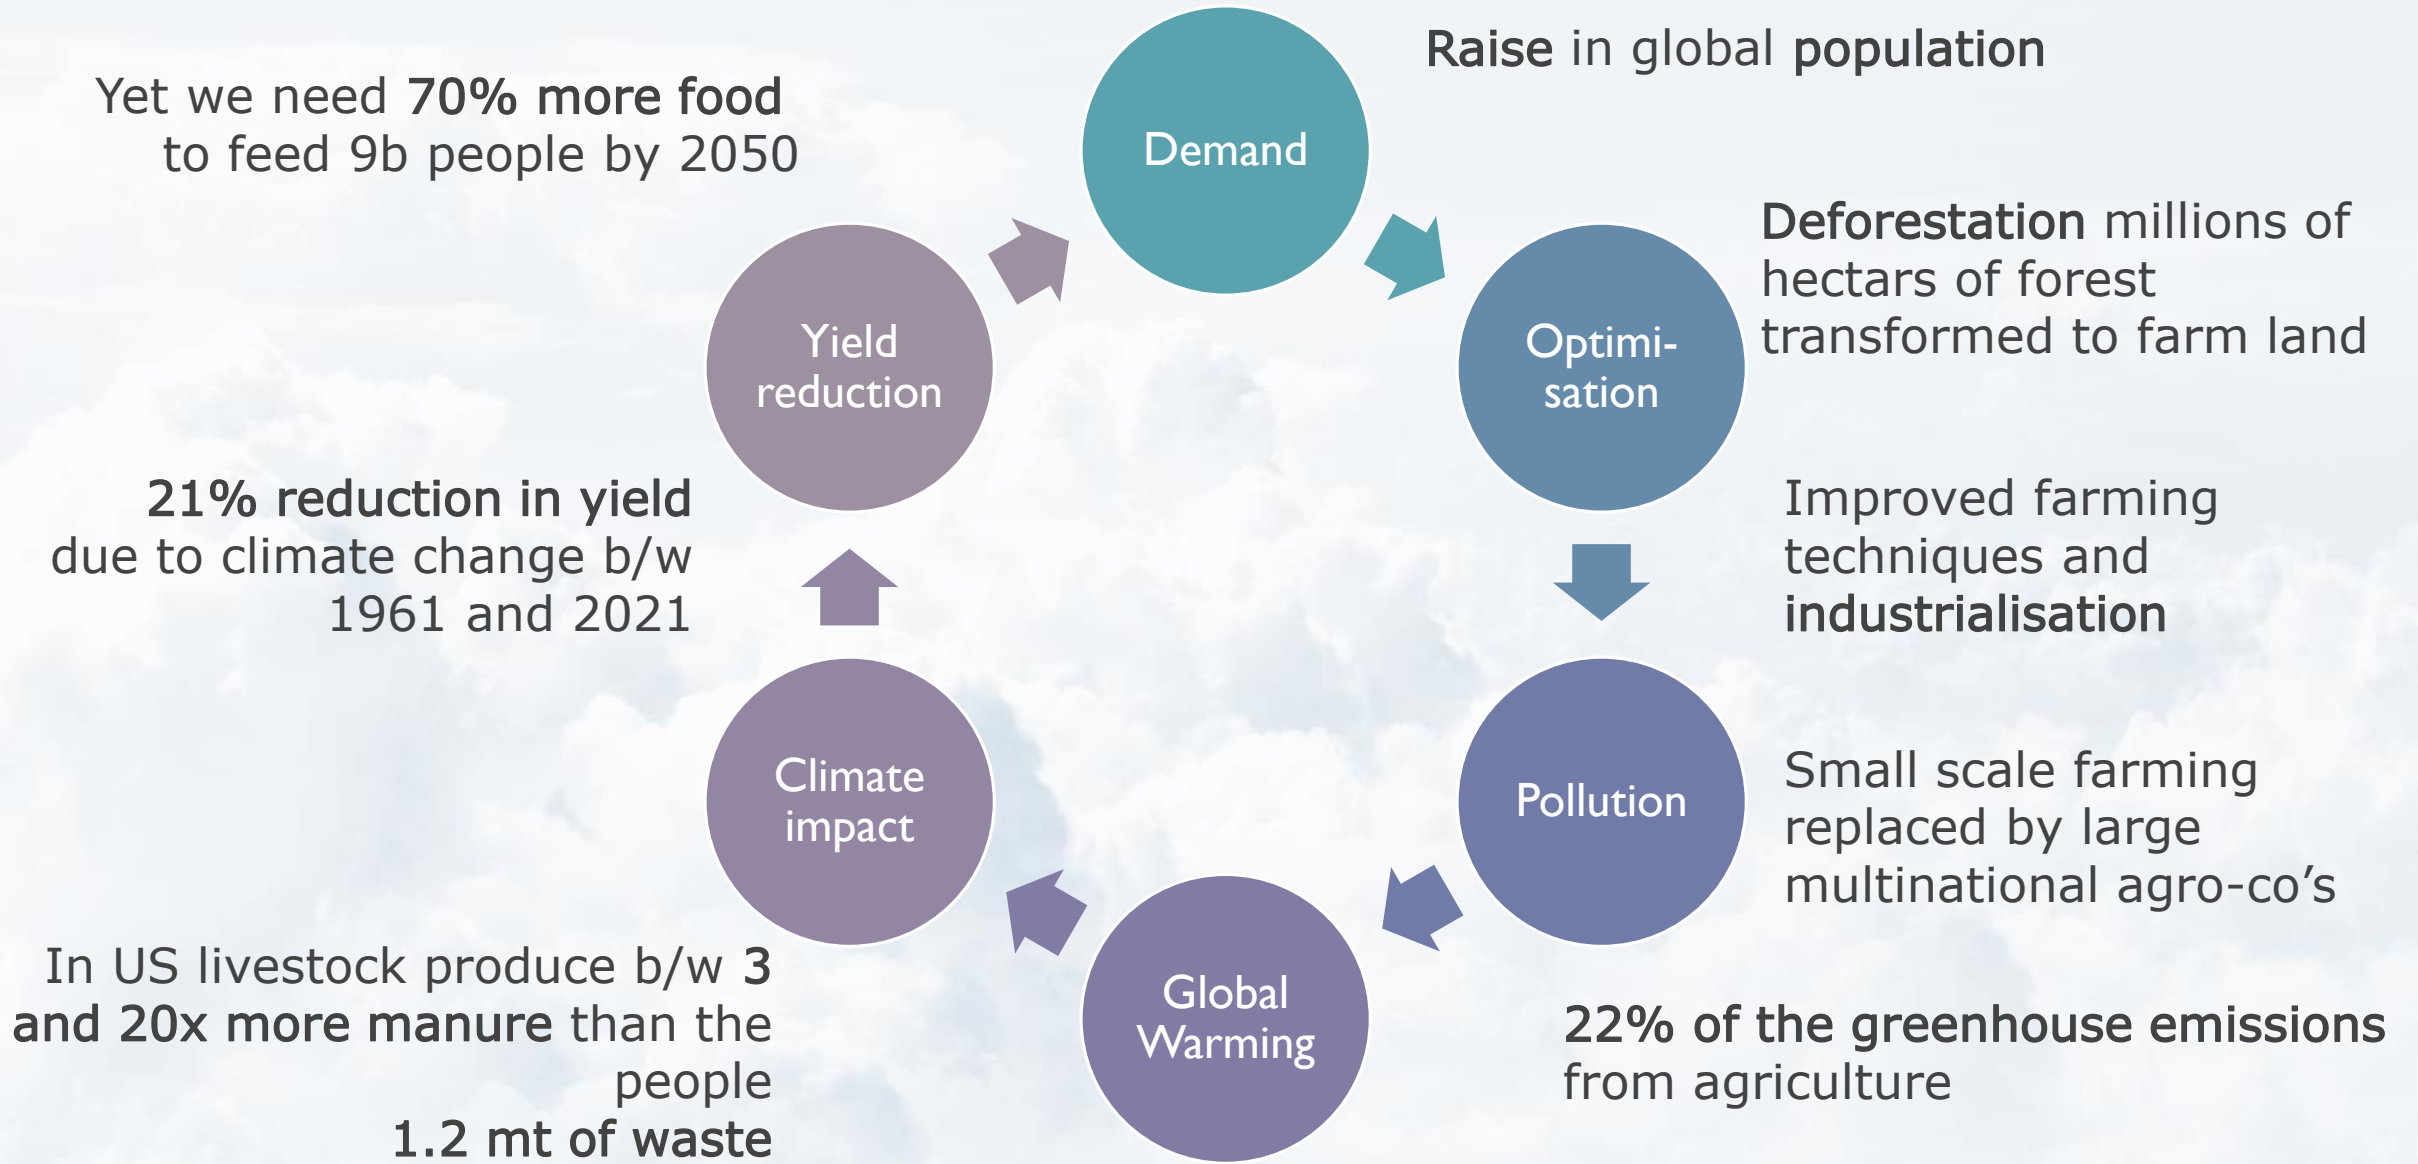 Demand
Raise in global population
Optimi-
sation
Deforestation millions of
hectars of forest
transformed to farm land
Improved farming
techniques and
industrialisation
Pollution
Small scale farming
replaced by large
multinational agro-co’s
Global
Warming
22% of the greenhouse emissions
from agriculture
Climate
impact
In US livestock produce b/w 3
and 20x more manure than the
people
1.2 mt of waste
Yield
reduction
21% reduction in yield
due to climate change b/w
1961 and 2021
Yet we need 70% more food
to feed 9b people by 2050